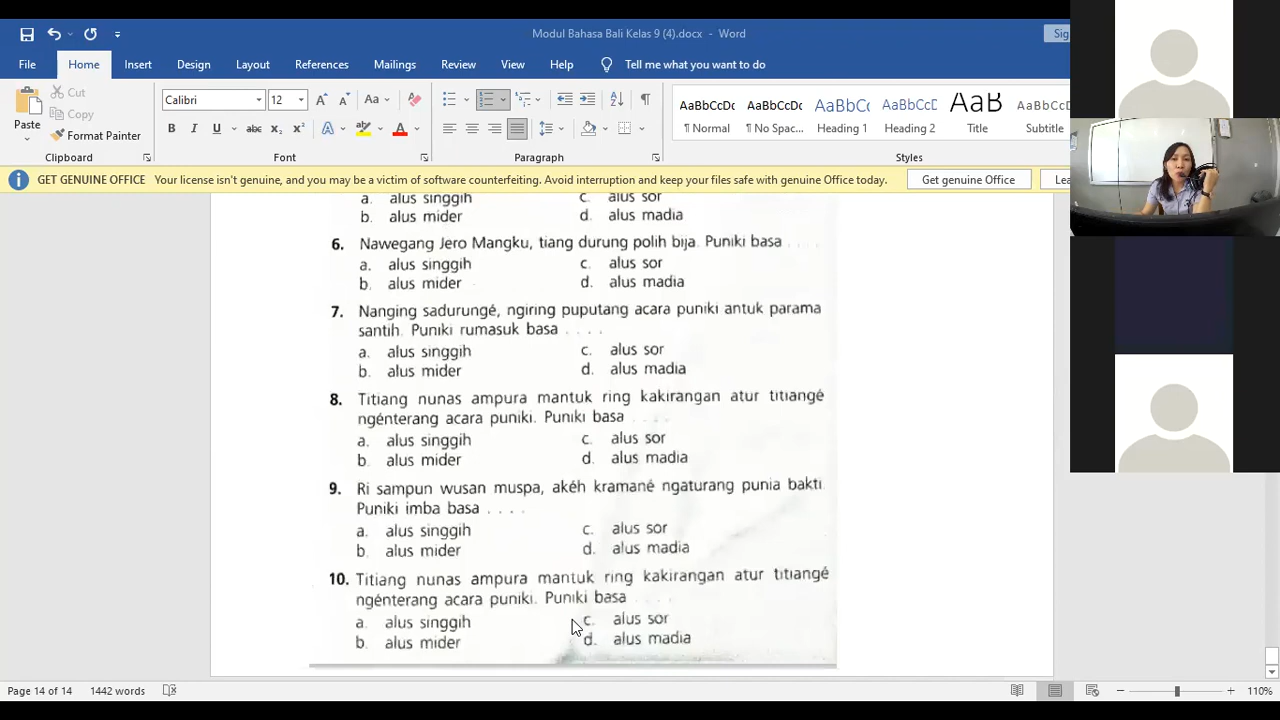 Modul Bahasa Bali Kelas 9 (4).docx - Word
File Home Insert Design Layout References Mailings Review View Help Tell me what you want to do
Cut
Copy
Paste
Format Painter
Calibri 12
AaBbCcDc AaBbCcDc AaBbCcD AaBbCcD AaB AaBbCcD
¶ Normal ¶ No Spac... Heading 1 Heading 2 Title Subtitle
Clipboard Font Paragraph Styles
GET GENUINE OFFICE Your license isn't genuine, and you may be a victim of software counterfeiting. Avoid interruption and keep your files safe with genuine Office today. Get genuine Office
a. alus singgih c. alus sor
b. alus mider d. alus madia
6. Nawegang Jero Mangku, tiang durung polih bija. Puniki basa . . . .
a. alus singgih c. alus sor
b. alus mider d. alus madia
7. Nanging sadurungé, ngiring puputang acara puniki antuk parama
santih. Puniki rumasuk basa . . . .
a. alus singgih c. alus sor
b. alus mider d. alus madia
8. Titiang nunas ampura mantuk ring kakirangan atur titiangé
ngénterang acara puniki. Puniki basa . . . .
a. alus singgih c. alus sor
b. alus mider d. alus madia
9. Ri sampun wusan muspa, akéh kramané ngaturang punia bakti.
Puniki imba basa . . . .
a. alus singgih c. alus sor
b. alus mider d. alus madia
10. Titiang nunas ampura mantuk ring kakirangan atur titiangé
ngénterang acara puniki. Puniki basa . . . .
a. alus singgih c. alus sor
b. alus mider d. alus madia
Page 14 of 14 1442 words 110%